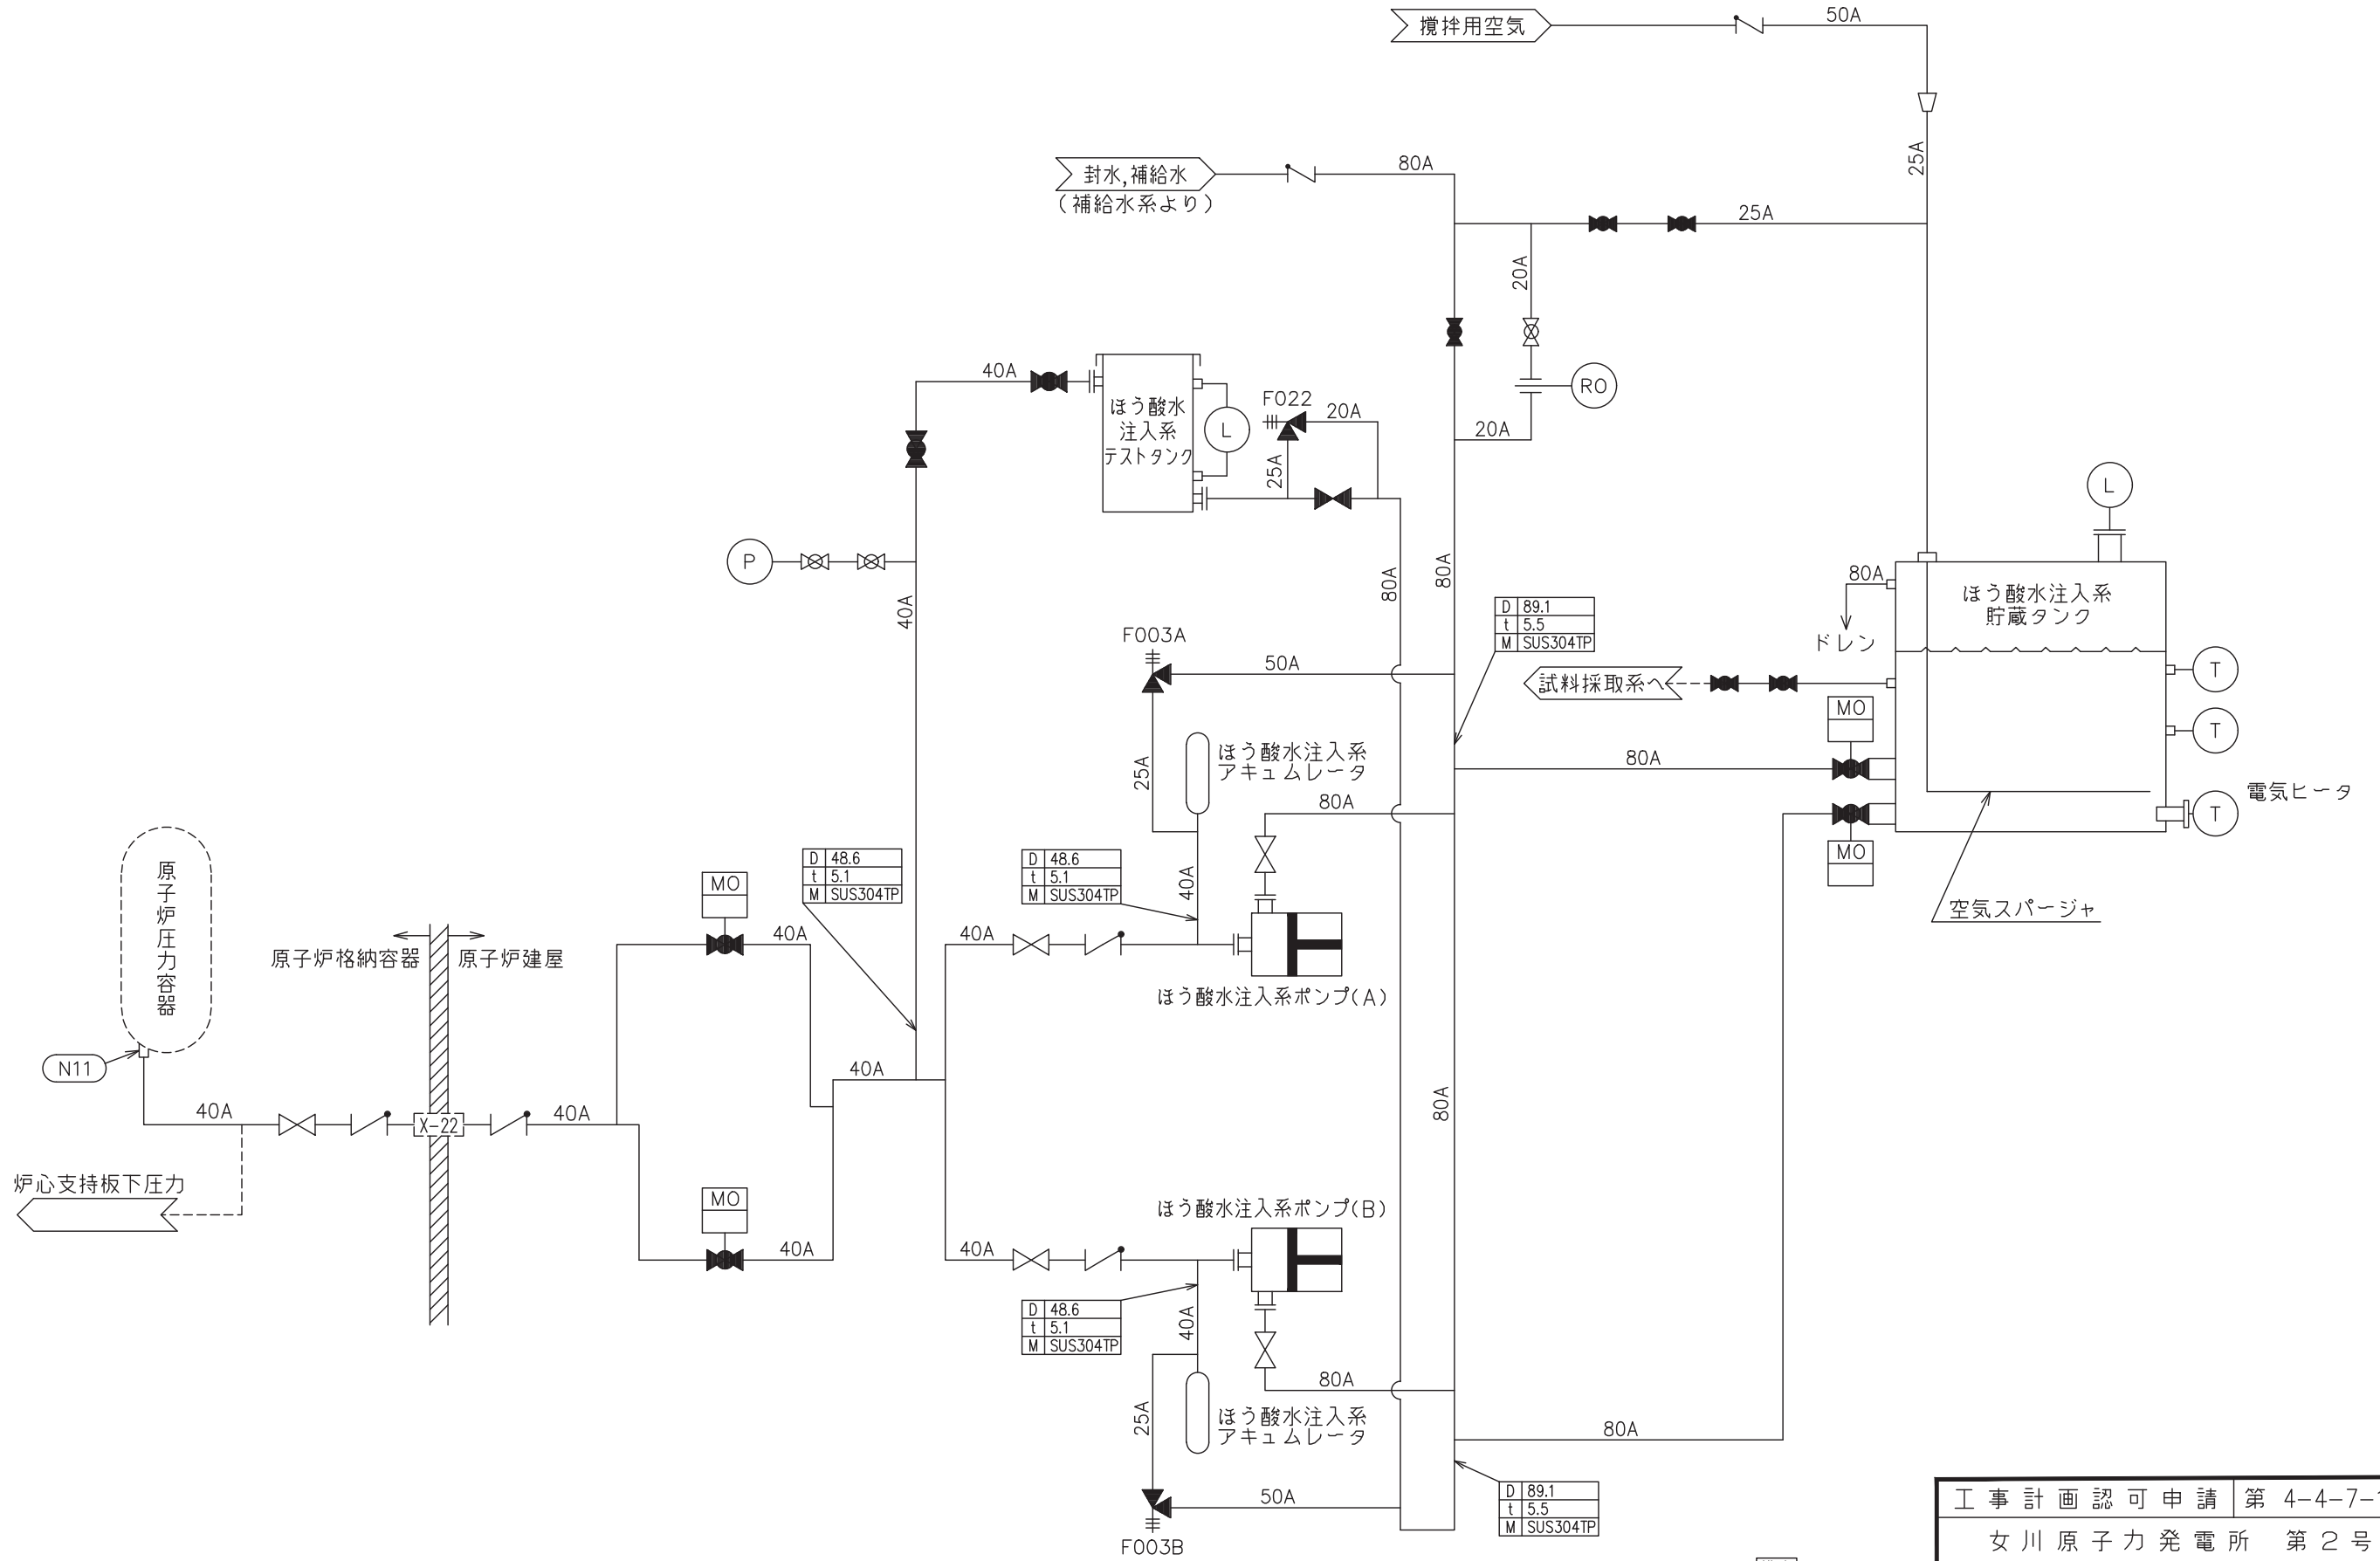 攪拌用空気
50A
25A
封水,補給水
(補給水系より)
80A
25A
20A
RO
20A
40A
ほう酸水
注入系
テストタンク
L
F022
20A
25A
P
40A
80A
80A
L
80A
ドレン
ほう酸水注入系
貯蔵タンク
D 89.1
t 5.5
M SUS304TP
F003A
50A
試料採取系へ
T
T
T
電気ヒータ
MO
80A
MO
空気スパージャ
25A
ほう酸水注入系
アキュムレータ
80A
40A
D 48.6
t 5.1
M SUS304TP
D 48.6
t 5.1
M SUS304TP
原子炉圧力容器
MO
40A
40A
原子炉格納容器
原子炉建屋
ほう酸水注入系ポンプ(A)
N11
40A
40A
X-22
40A
80A
炉心支持板下圧力
MO
40A
40A
ほう酸水注入系ポンプ(B)
D 48.6
t 5.1
M SUS304TP
40A
80A
25A
ほう酸水注入系
アキュムレータ
80A
50A
F003B
D 89.1
t 5.5
M SUS304TP
工事計画認可申請 第 4-4-7-
女川原子力発電所 第2号